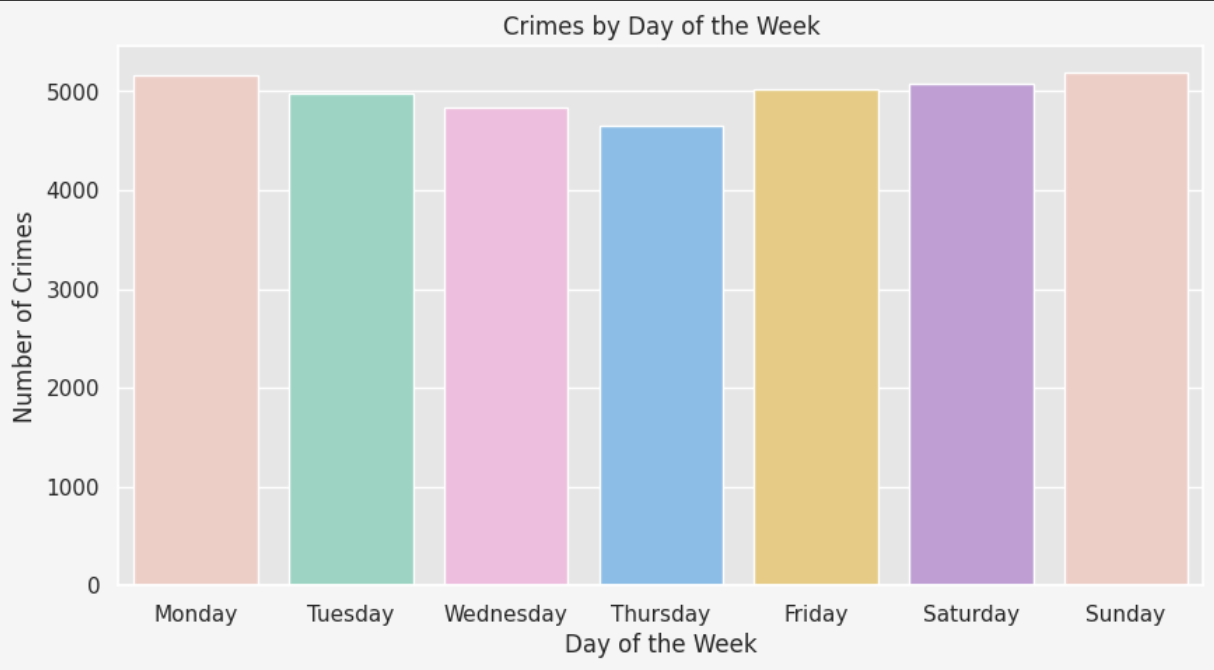 Crimes by Day of the Week
Number of Crimes
5000
4000
3000
2000
1000
0
Monday Tuesday Wednesday Thursday Friday Saturday Sunday
Day of the Week